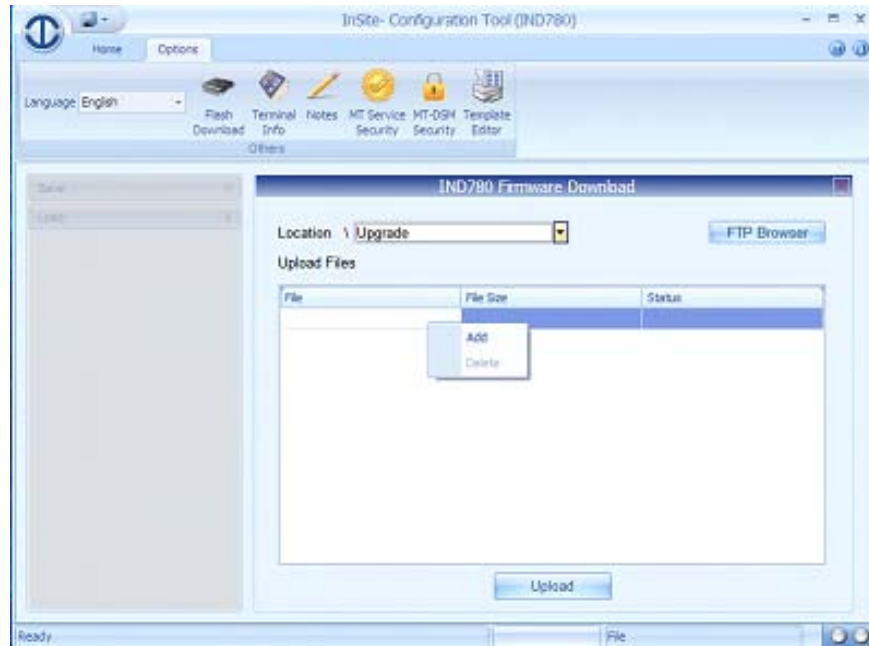 InSite- Configuration Tool (IND780)
Home Options
Language English
Flash Download
Terminal Info
Notes
MT Service Security
MT-DSM Security
Template Editor
Others
Save
Load
IND780 Firmware Download
Location \ Upgrade
FTP Browser
Upload Files
File File Size Status
Add
Delete
Upload
Ready File